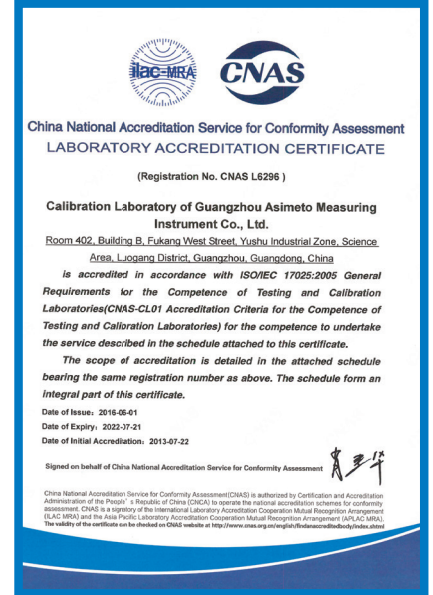 ilac-MRA
CNAS
China National Accreditation Service for Conformity Assessment
LABORATORY ACCREDITATION CERTIFICATE
(Registration No. CNAS L6296 )
Calibration Laboratory of Guangzhou Asimeto Measuring
Instrument Co., Ltd.
Room 402, Building B, Fukang West Street, Yushu Industrial Zone, Science
Area, Luogang District, Guangzhou, Guangdong, China
is accredited in accordance with ISO/IEC 17025:2005 General
Requirements for the Competence of Testing and Calibration
Laboratories(CNAS-CL01 Accreditation Criteria for the Competence of
Testing and Calibration Laboratories) for the competence to undertake
the service described in the schedule attached to this certificate.
The scope of accreditation is detailed in the attached schedule
bearing the same registration number as above. The schedule form an
integral part of this certificate.
Date of Issue: 2016-06-01
Date of Expiry: 2022-07-21
Date of Initial Accrediation: 2013-07-22
Signed on behalf of China National Accreditation Service for Conformity Assessment
China National Accreditation Service for Conformity Assessment(CNAS) is authorized by Certification and Accreditation
Administration of the People's Republic of China (CNCA) to operate the national accreditation schemes for conformity
assessment. CNAS is a signatory of the International Laboratory Accreditation Cooperation Mutual Recognition Arrangement
(ILAC MRA) and the Asia Pacific Laboratory Accreditation Cooperation Mutual Recognition Arrangement (APLAC MRA).
The validity of the certificate can be checked on CNAS website at http://www.cnas.org.cn/english/findanaccreditedbody/index.shtml